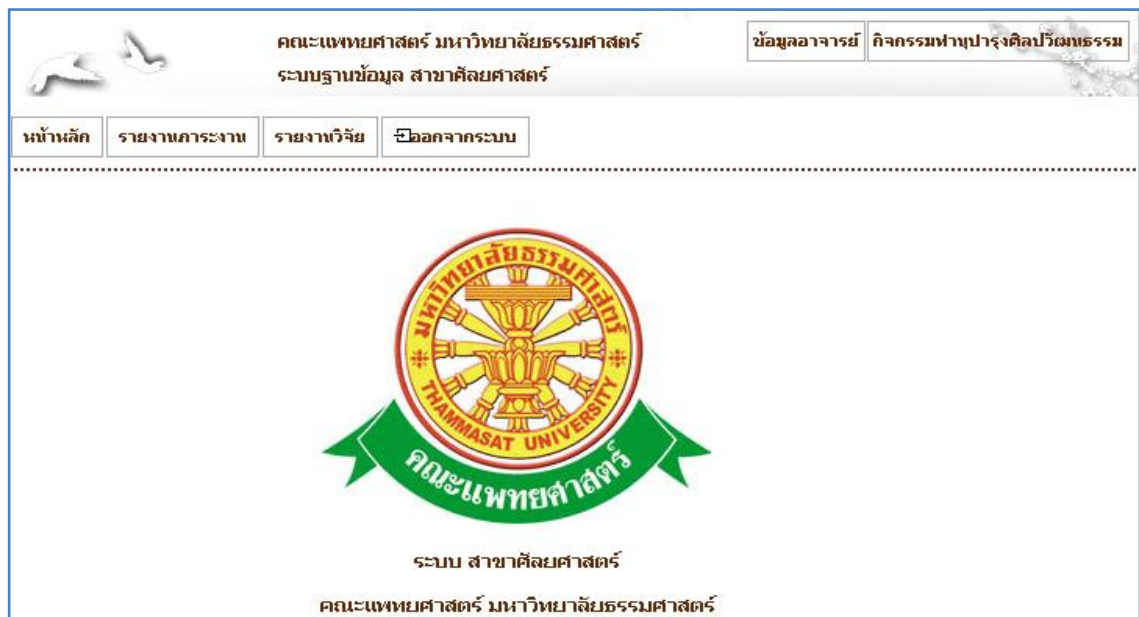 คณะแพทยศาสตร์ มหาวิทยาลัยธรรมศาสตร์
ระบบฐานข้อมูล สาขาศัลยศาสตร์
ข้อมูลอาจารย์ กิจกรรมทำนุบำรุงศิลปวัฒนธรรม
หน้าหลัก รายงานภาระงาน รายงานวิจัย ออกจากระบบ
มหาวิทยาลัยธรรมศาสตร์
THAMMASAT UNIVERSITY
คณะแพทยศาสตร์
ระบบ สาขาศัลยศาสตร์
คณะแพทยศาสตร์ มหาวิทยาลัยธรรมศาสตร์